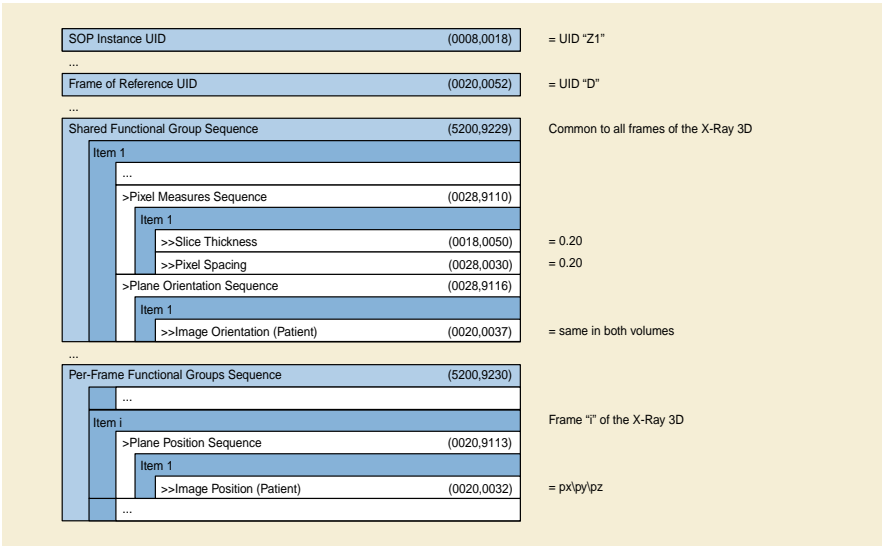 SOP Instance UID (0008,0018) = UID “Z1”
...
Frame of Reference UID (0020,0052) = UID “D”
...
Shared Functional Group Sequence (5200,9229) Common to all frames of the X-Ray 3D
Item 1
...
>Pixel Measures Sequence (0028,9110)
Item 1
>>Slice Thickness (0018,0050) = 0.20
>>Pixel Spacing (0028,0030) = 0.20
>Plane Orientation Sequence (0028,9116)
Item 1
>>Image Orientation (Patient) (0020,0037) = same in both volumes
...
Per-Frame Functional Groups Sequence (5200,9230)
...
Item i Frame “i” of the X-Ray 3D
>Plane Position Sequence (0020,9113)
Item 1
>>Image Position (Patient) (0020,0032) = px\py\pz
...